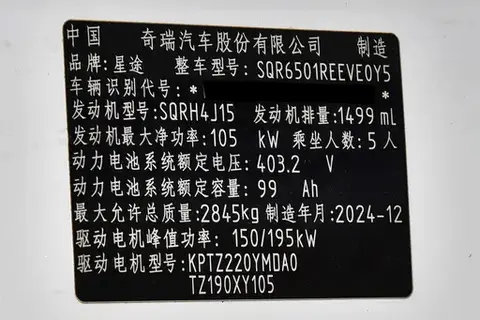 中国 奇瑞汽车股份有限公司 制造
品牌:星途 整车型号:SQR6501REEVE0Y5
车辆识别代号:* *
发动机型号:SQRH4J15 发动机排量:1499 mL
发动机最大净功率:105 kW 乘坐人数:5 人
动力电池系统额定电压:403.2 V
动力电池系统额定容量:99 Ah
最大允许总质量:2845kg 制造年月:2024-12
驱动电机峰值功率: 150/195kW
驱动电机型号:KPTZ220YMDA0
TZ190XY105